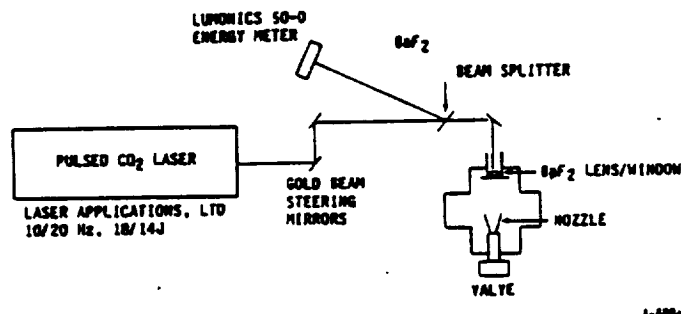 LUMONICS 50-D
ENERGY METER
BaF2
BEAM SPLITTER
PULSED CO2 LASER
BaF2 LENS/WINDOW
GOLD BEAM
STEERING
MIRRORS
LASER APPLICATIONS, LTD
10/20 Hz, 18/14J
NOZZLE
VALVE